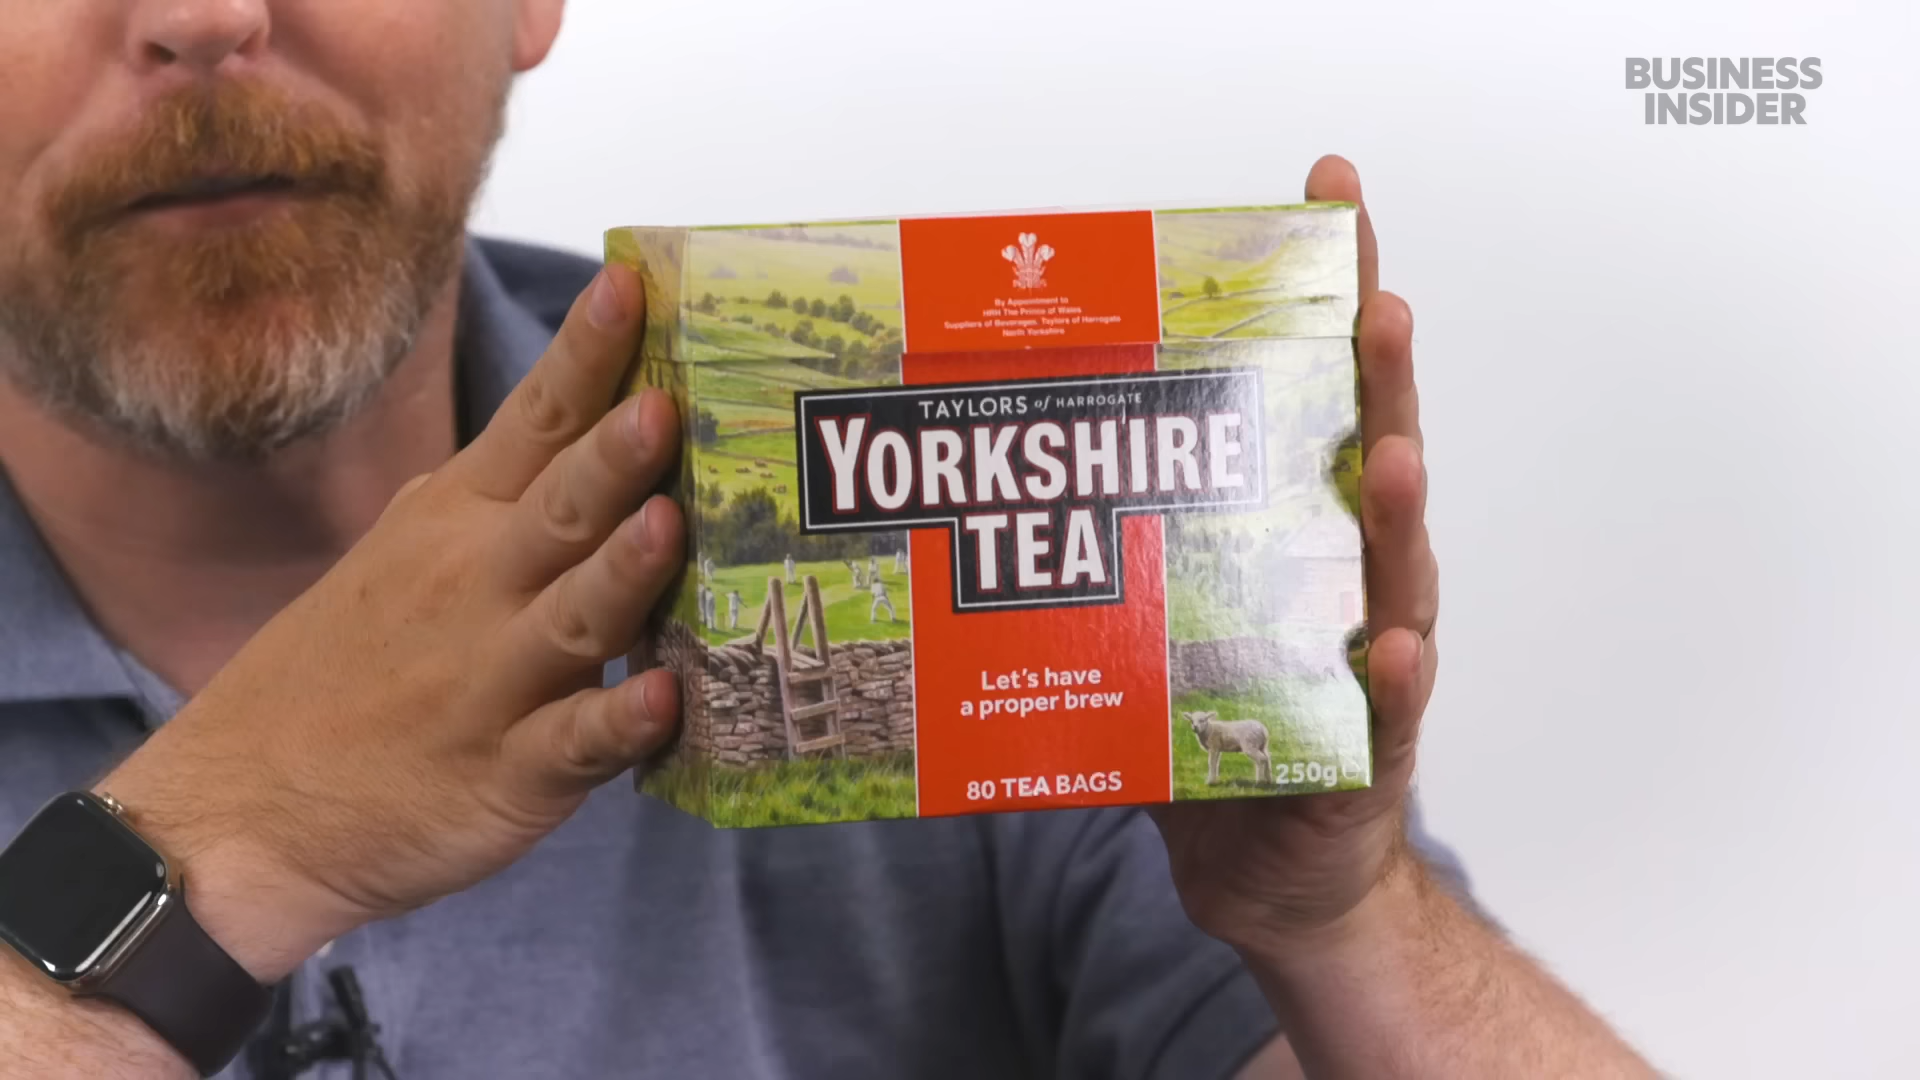 BUSINESS
INSIDER
By Appointment to
HRH The Prince of Wales
Suppliers of Beverages, Taylors of Harrogate
North Yorkshire
TAYLORS of HARROGATE
YORKSHIRE
TEA
Let's have
a proper brew
80 TEA BAGS
250g e